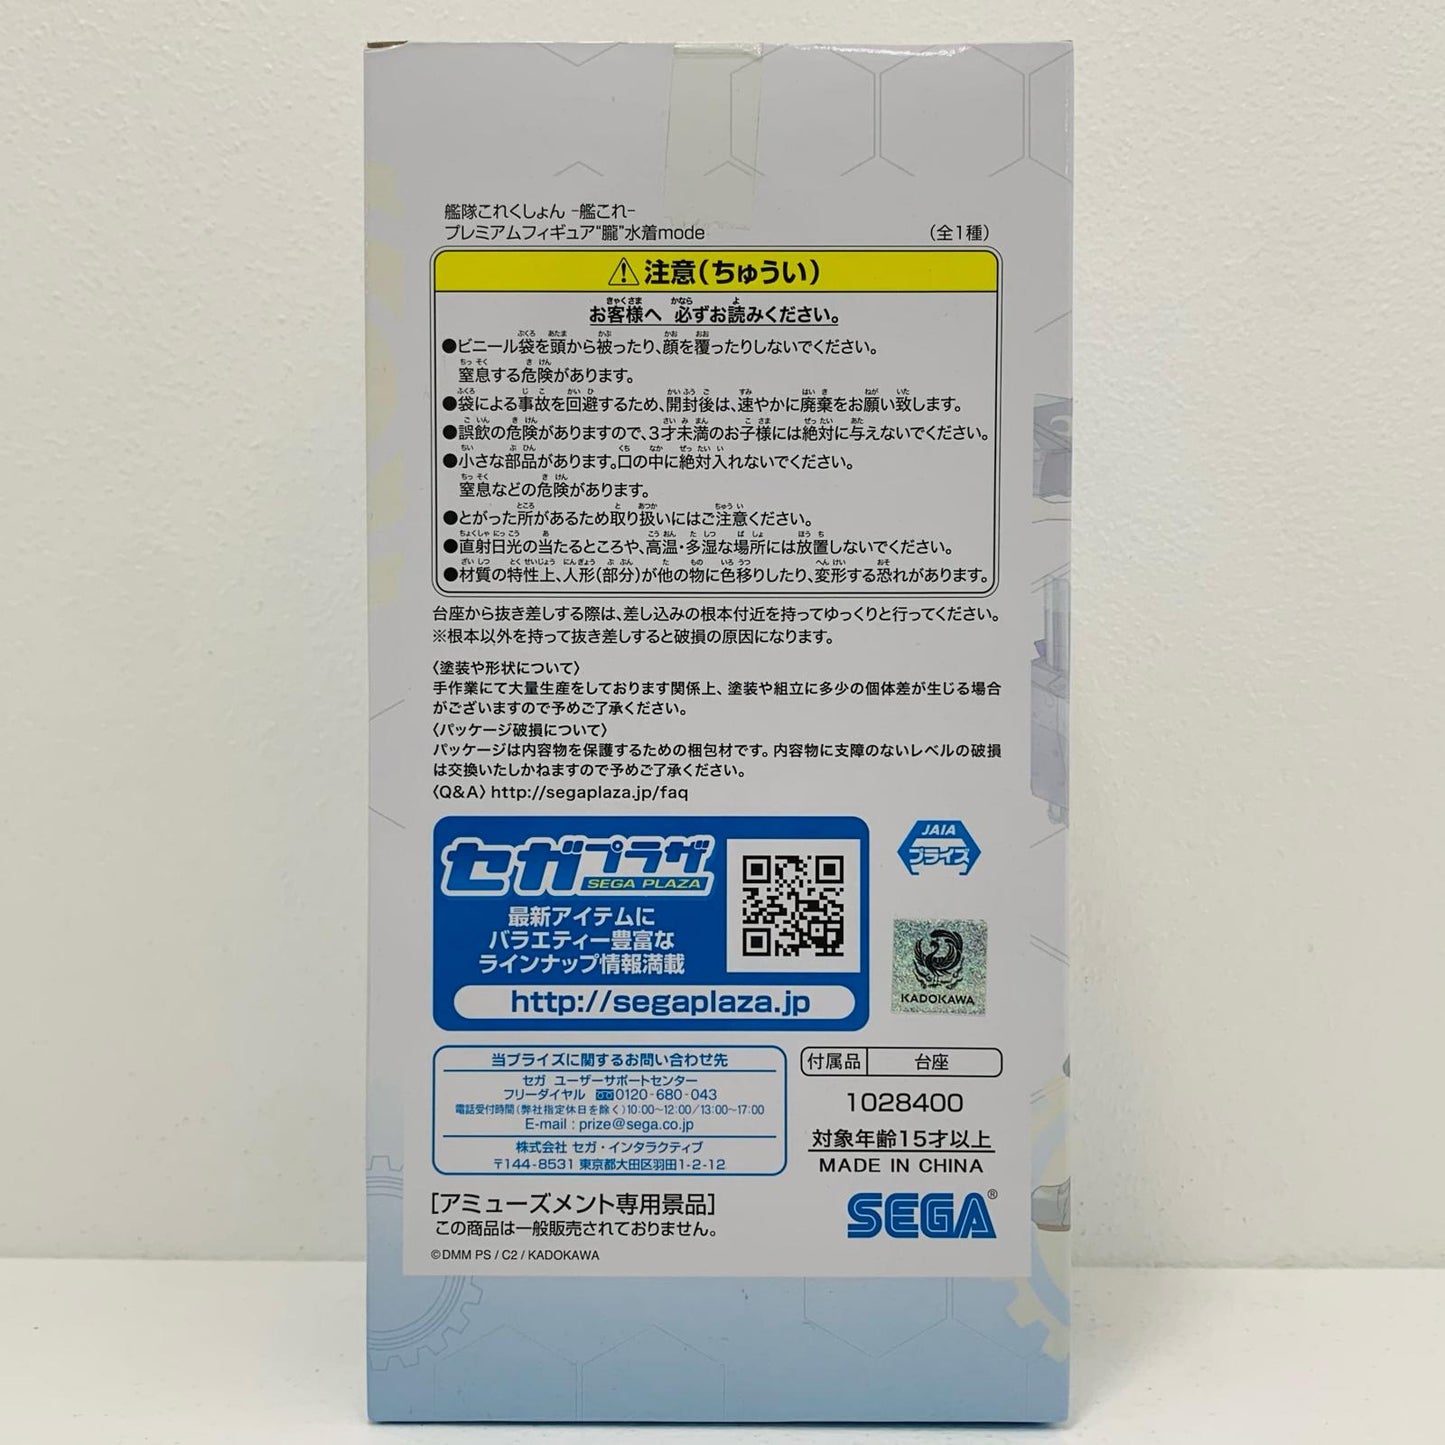 艦隊これくしょん -艦これ-
プレミアムフィギュア“朧”水着mode （全1種）
注意（ちゅうい）
お客様へ 必ずお読みください。
●ビニール袋を頭から被ったり、顔を覆ったりしないでください。
窒息する危険があります。
●袋による事故を回避するため、開封後は、速やかに廃棄をお願い致します。
●誤飲の危険がありますので、3才未満のお子様には絶対に与えないでください。
●小さな部品があります。口の中に絶対入れないでください。
窒息などの危険があります。
●とがった所があるため取り扱いにはご注意ください。
●直射日光の当たるところや、高温・多湿な場所には放置しないでください。
●材質の特性上、人形(部分)が他の物に色移りしたり、変形する恐れがあります。
台座から抜き差しする際は、差し込みの根本付近を持ってゆっくりと行ってください。
※根本以外を持って抜き差しすると破損の原因になります。
〈塗装や形状について〉
手作業にて大量生産をしております関係上、塗装や組立に多少の個体差が生じる場合
がございますので予めご了承ください。
〈パッケージ破損について〉
パッケージは内容物を保護するための梱包材です。内容物に支障のないレベルの破損
は交換いたしかねますので予めご了承ください。
〈Q&A〉http://segaplaza.jp/faq
セガプラザ
SEGA PLAZA
最新アイテムに
バラエティー豊富な
ラインナップ情報満載
http://segaplaza.jp
JAIA
プライズ
KADOKAWA
当プライズに関するお問い合わせ先
セガ ユーザーサポートセンター
フリーダイヤル 0120-680-043
電話受付時間(弊社指定休日を除く)10:00~12:00/13:00~17:00
E-mail : prize@sega.co.jp
株式会社 セガ・インタラクティブ
〒144-8531 東京都大田区羽田1-2-12
付属品 台座
1028400
対象年齢15才以上
MADE IN CHINA
[アミューズメント専用景品]
この商品は一般販売されておりません。
SEGA®
©DMM PS / C2 / KADOKAWA